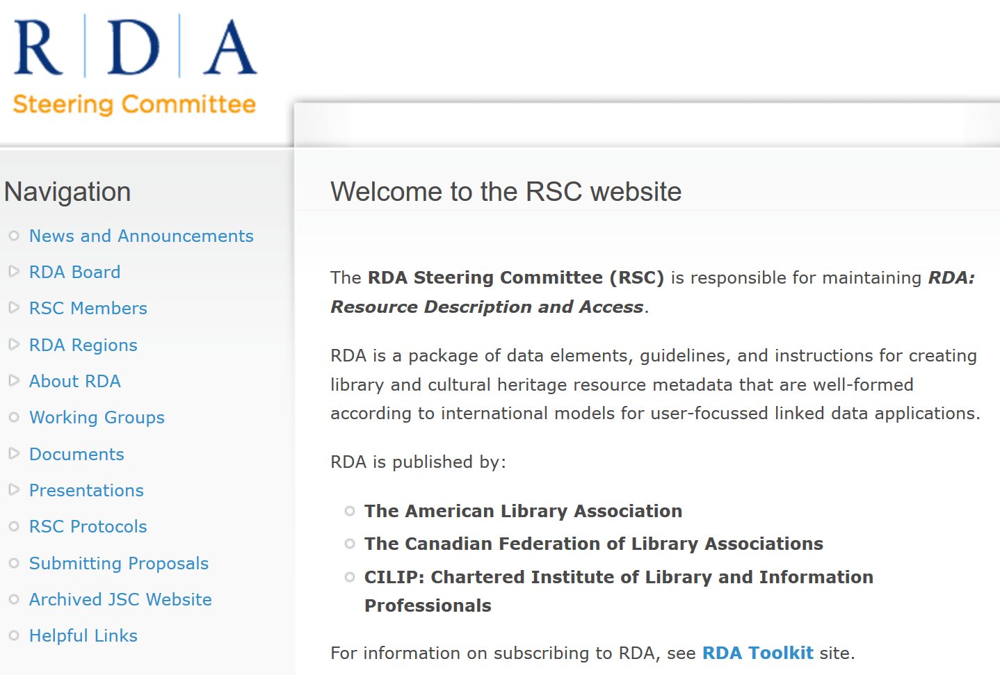 R D A
Steering Committee
Navigation
News and Announcements
RDA Board
RSC Members
RDA Regions
About RDA
Working Groups
Documents
Presentations
RSC Protocols
Submitting Proposals
Archived JSC Website
Helpful Links
Welcome to the RSC website
The RDA Steering Committee (RSC) is responsible for maintaining RDA:
Resource Description and Access.
RDA is a package of data elements, guidelines, and instructions for creating
library and cultural heritage resource metadata that are well-formed
according to international models for user-focussed linked data applications.
RDA is published by:
The American Library Association
The Canadian Federation of Library Associations
CILIP: Chartered Institute of Library and Information
Professionals
For information on subscribing to RDA, see RDA Toolkit site.